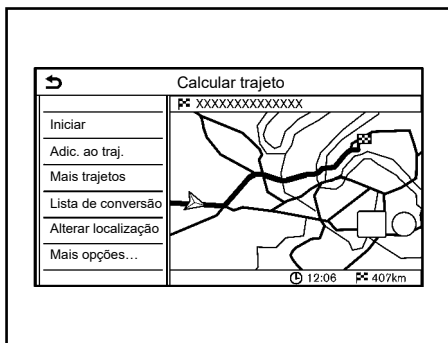 Calcular trajeto
XXXXXXXXXXXXXX
Iniciar
Adic. ao traj.
Mais trajetos
Lista de conversão
Alterar localização
Mais opções...
12:06 407km